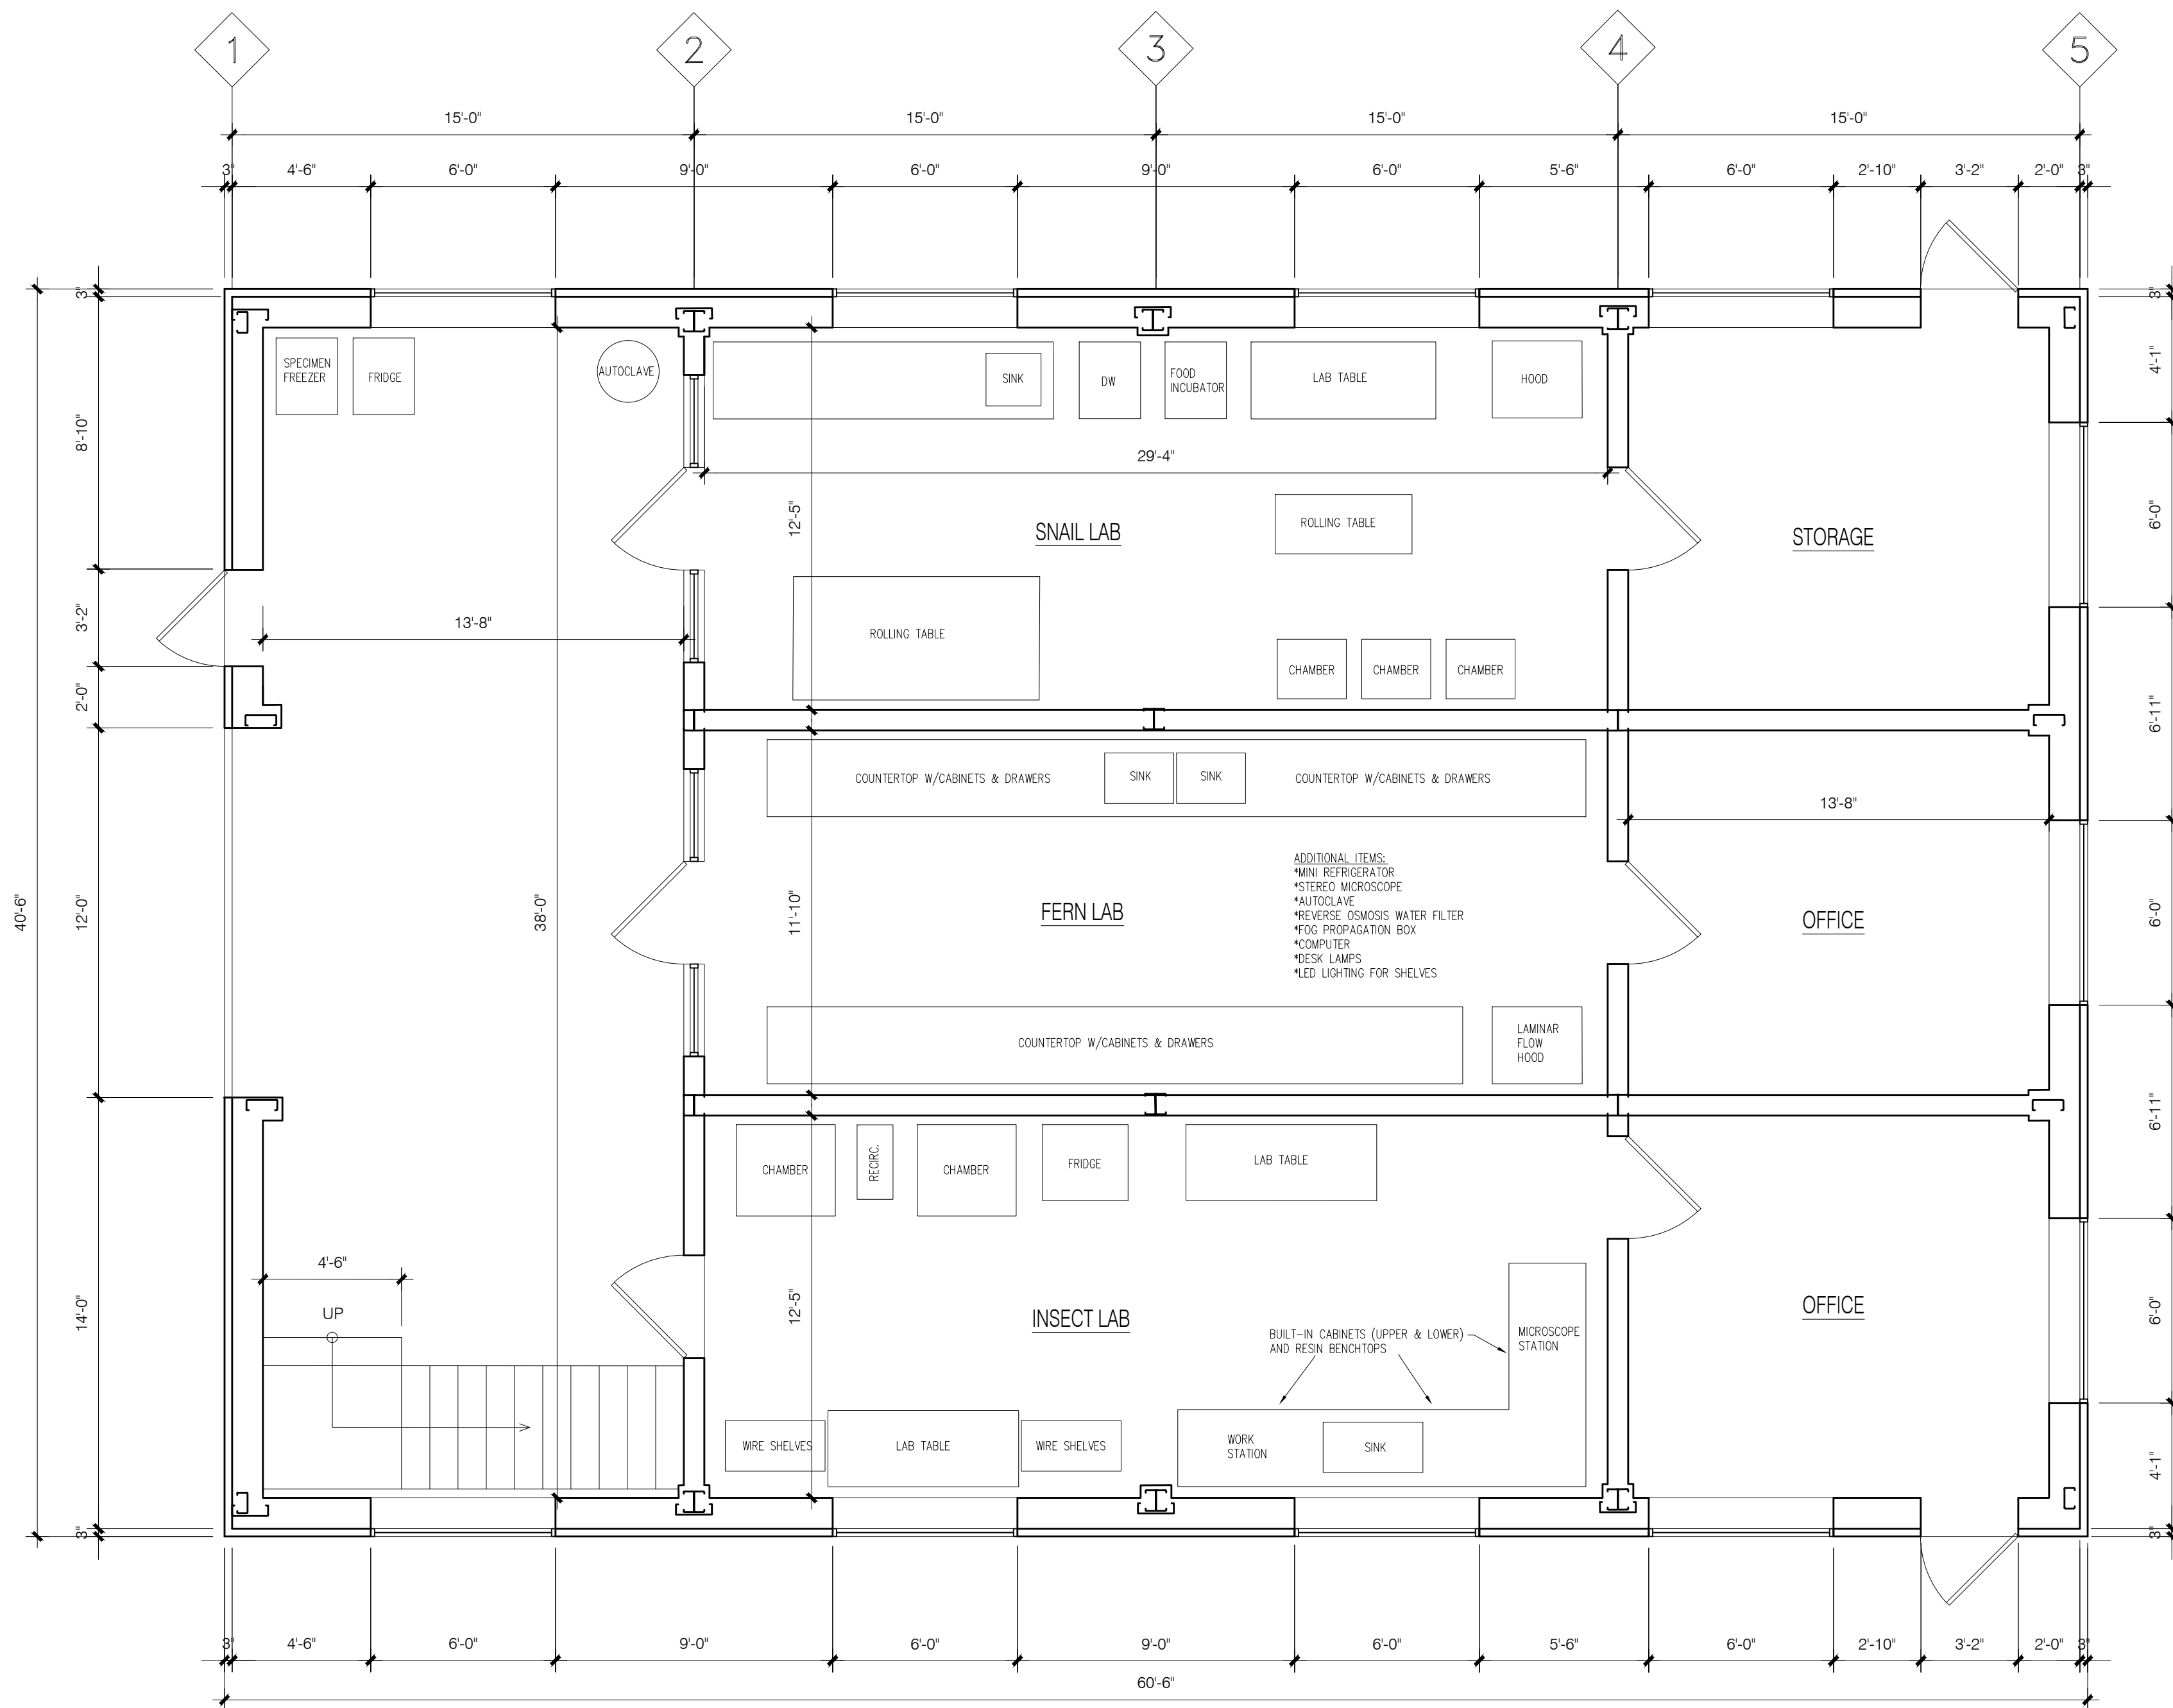 1 2 3 4 5
15'-0" 15'-0" 15'-0" 15'-0"
3" 4'-6" 6'-0" 9'-0" 6'-0" 9'-0" 6'-0" 5'-6" 6'-0" 2'-10" 3'-2" 2'-0" 3"
3"
8'-10"
3'-2"
2'-0"
12'-0"
14'-0"
3"
40'-6"
SPECIMEN
FREEZER
FRIDGE
AUTOCLAVE
13'-8"
38'-0"
4'-6"
UP
SINK
DW
FOOD
INCUBATOR
LAB TABLE
HOOD
29'-4"
12'-5"
SNAIL LAB
ROLLING TABLE
ROLLING TABLE
CHAMBER
CHAMBER
CHAMBER
STORAGE
COUNTERTOP W/CABINETS & DRAWERS
SINK
SINK
COUNTERTOP W/CABINETS & DRAWERS
13'-8"
11'-10"
FERN LAB
ADDITIONAL ITEMS:
*MINI REFRIGERATOR
*STEREO MICROSCOPE
*AUTOCLAVE
*REVERSE OSMOSIS WATER FILTER
*FOG PROPAGATION BOX
*COMPUTER
*DESK LAMPS
*LED LIGHTING FOR SHELVES
OFFICE
COUNTERTOP W/CABINETS & DRAWERS
LAMINAR
FLOW
HOOD
CHAMBER
RECIRC.
CHAMBER
FRIDGE
LAB TABLE
12'-5"
INSECT LAB
BUILT-IN CABINETS (UPPER & LOWER)
AND RESIN BENCHTOPS
MICROSCOPE
STATION
OFFICE
WIRE SHELVES
LAB TABLE
WIRE SHELVES
WORK
STATION
SINK
3"
4'-1"
6'-0"
6'-11"
6'-0"
6'-11"
6'-0"
4'-1"
3"
3" 4'-6" 6'-0" 9'-0" 6'-0" 9'-0" 6'-0" 5'-6" 6'-0" 2'-10" 3'-2" 2'-0" 3"
60'-6"